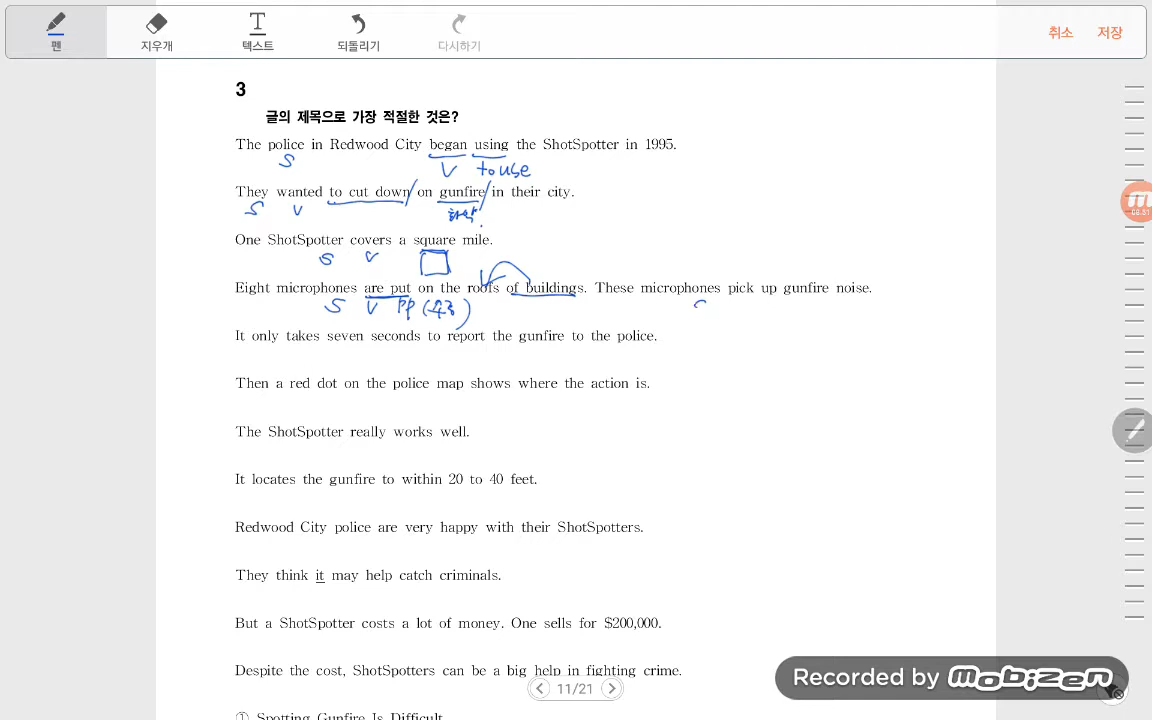 펜 지우개 텍스트 되돌리기 다시하기 취소 저장
3
글의 제목으로 가장 적절한 것은?
The police in Redwood City began using the ShotSpotter in 1995.
S V to use
They wanted to cut down on gunfire in their city.
S V
One ShotSpotter covers a square mile.
S V
Eight microphones are put on the roofs of buildings. These microphones pick up gunfire noise.
S V PP
It only takes seven seconds to report the gunfire to the police.
Then a red dot on the police map shows where the action is.
The ShotSpotter really works well.
It locates the gunfire to within 20 to 40 feet.
Redwood City police are very happy with their ShotSpotters.
They think it may help catch criminals.
But a ShotSpotter costs a lot of money. One sells for $200,000.
Despite the cost, ShotSpotters can be a big help in fighting crime.
11/21
Recorded by mobizen
① Spotting Gunfire Is Difficult